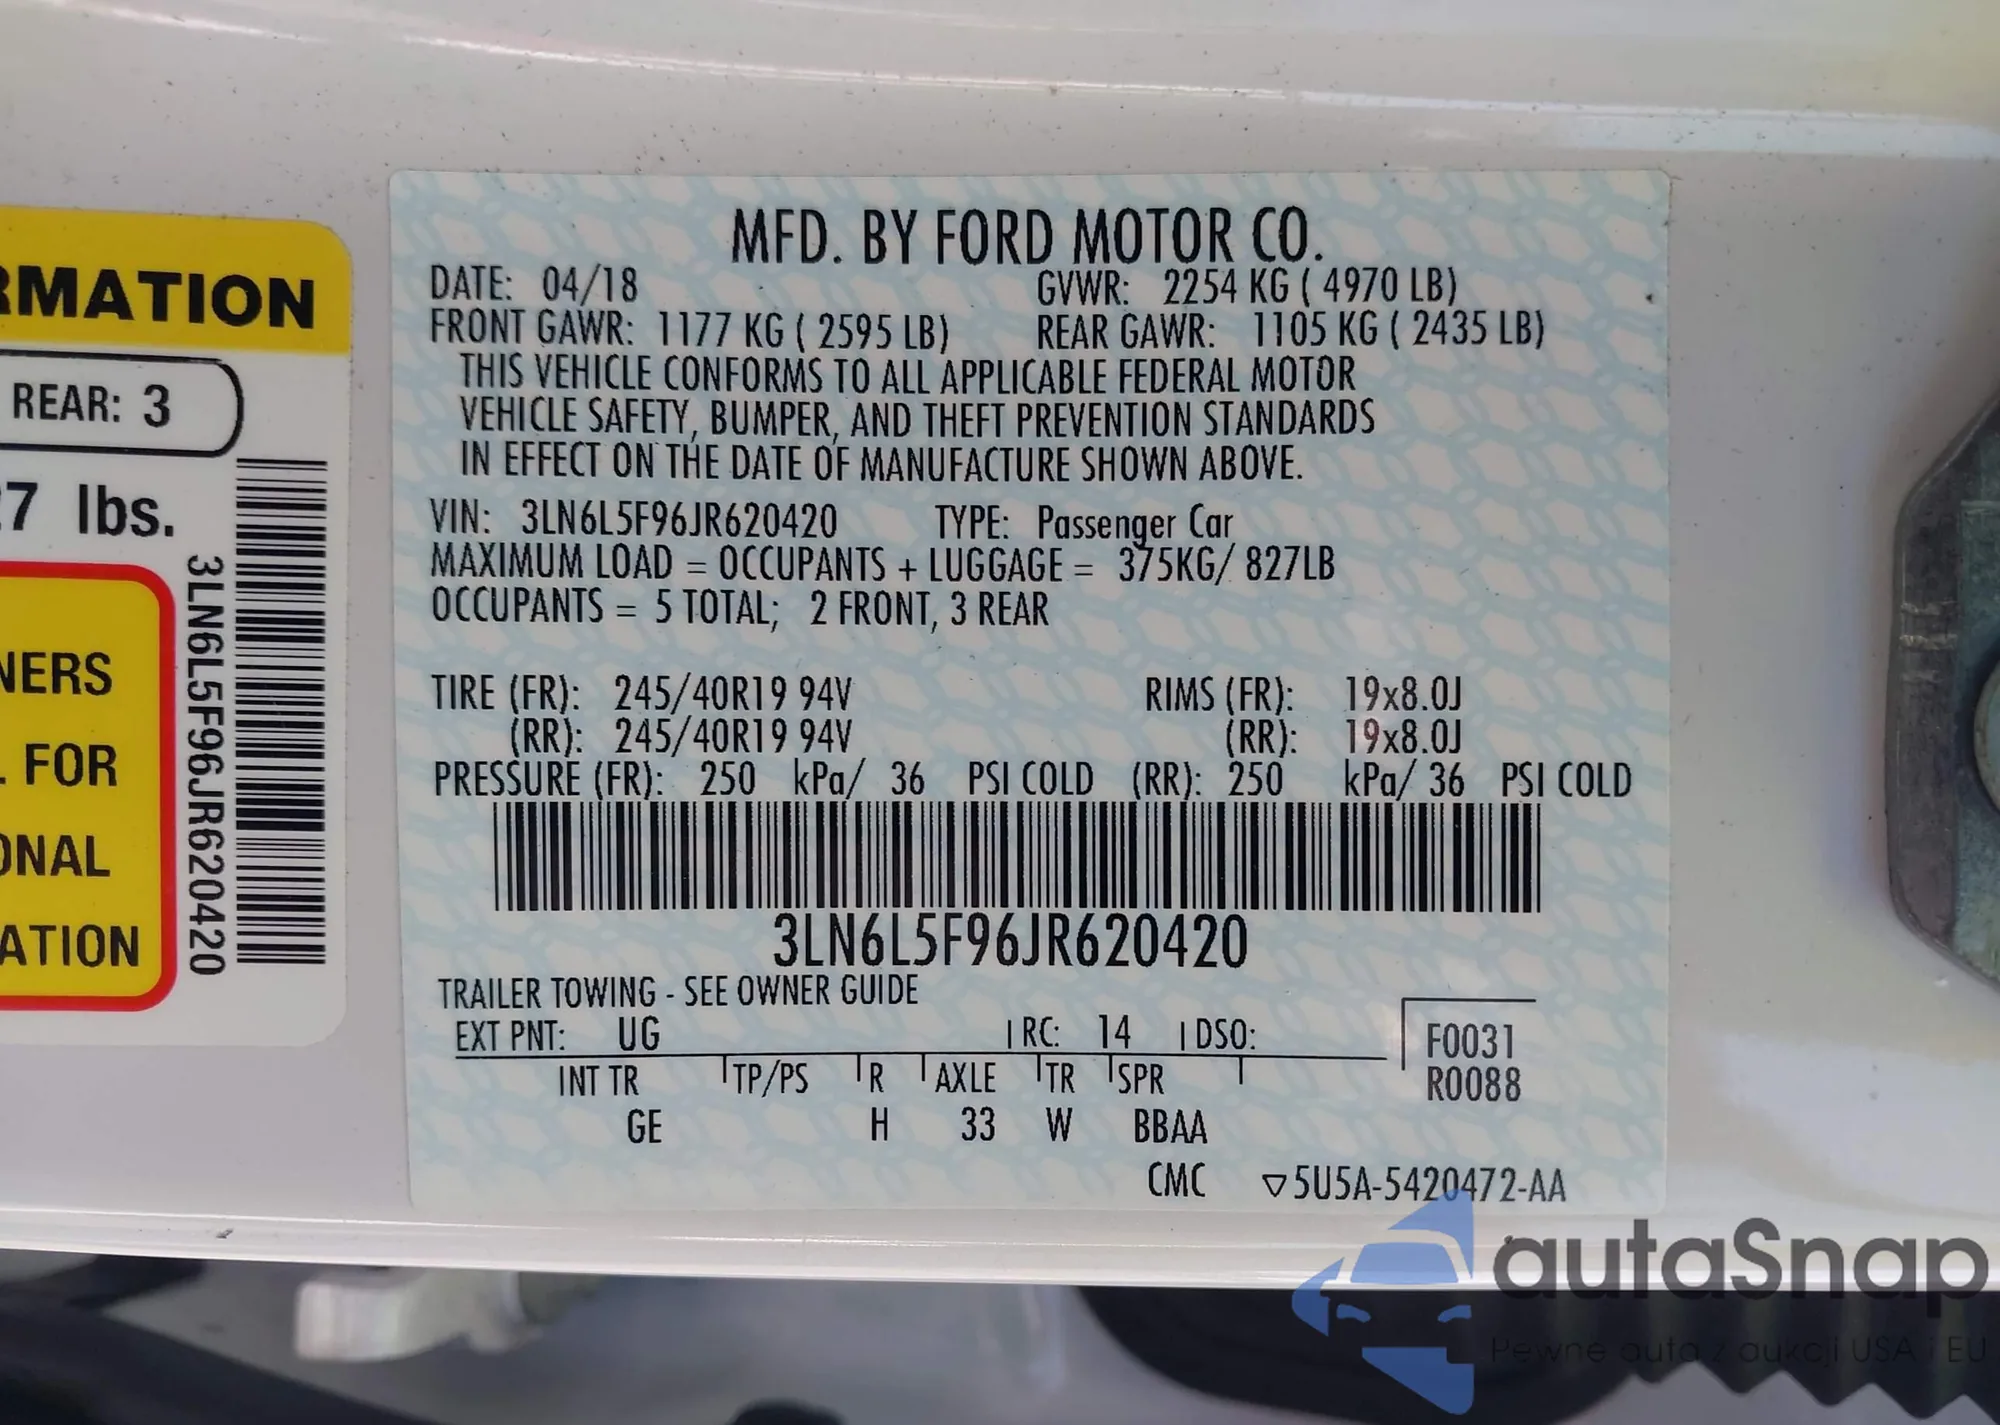 RMATION
REAR: 3
7 lbs.
NERS
FOR
ONAL
ATION
3LN6L5F96JR620420
MFD. BY FORD MOTOR CO.
DATE: 04/18 GVWR: 2254 KG ( 4970 LB)
FRONT GAWR: 1177 KG ( 2595 LB) REAR GAWR: 1105 KG ( 2435 LB)
THIS VEHICLE CONFORMS TO ALL APPLICABLE FEDERAL MOTOR
VEHICLE SAFETY, BUMPER, AND THEFT PREVENTION STANDARDS
IN EFFECT ON THE DATE OF MANUFACTURE SHOWN ABOVE.
VIN: 3LN6L5F96JR620420 TYPE: Passenger Car
MAXIMUM LOAD = OCCUPANTS + LUGGAGE = 375KG/ 827LB
OCCUPANTS = 5 TOTAL; 2 FRONT, 3 REAR
TIRE (FR): 245/40R19 94V RIMS (FR): 19x8.0J
(RR): 245/40R19 94V (RR): 19x8.0J
PRESSURE (FR): 250 kPa/ 36 PSI COLD (RR): 250 kPa/ 36 PSI COLD
3LN6L5F96JR620420
TRAILER TOWING - SEE OWNER GUIDE
EXT PNT: UG RC: 14 DSO:
F0031
R0088
INT TR TP/PS R AXLE TR SPR
GE H 33 W BBAA
CMC ▽5U5A-5420472-AA
autaSnap
Pewne auta z aukcji USA i EU